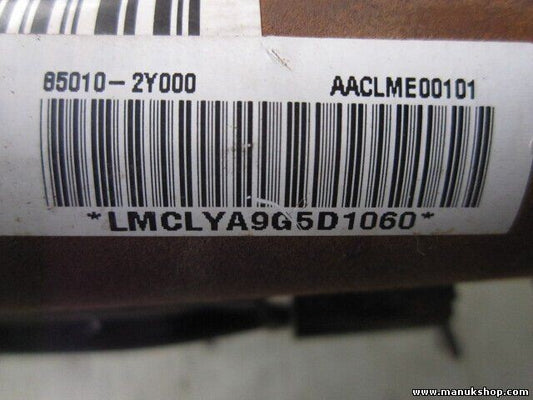 85010-2Y000 AACLME00101
*LMCLYA9G5D1060*
www.manukshop.com